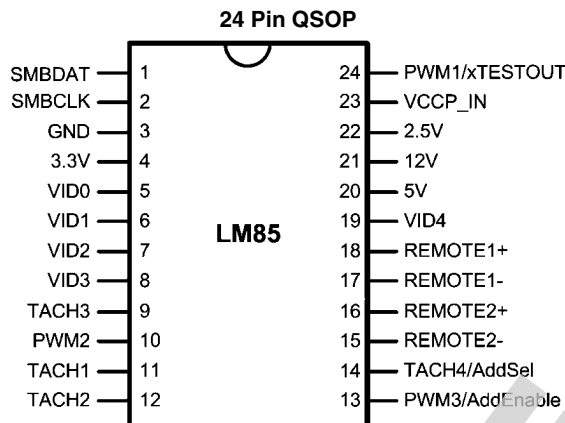 24 Pin QSOP
SMBDAT 1 24 PWM1/xTESTOUT
SMBCLK 2 23 VCCP_IN
GND 3 22 2.5V
3.3V 4 21 12V
VID0 5 20 5V
VID1 6 19 VID4
LM85
VID2 7 18 REMOTE1+
VID3 8 17 REMOTE1-
TACH3 9 16 REMOTE2+
PWM2 10 15 REMOTE2-
TACH1 11 14 TACH4/AddSel
TACH2 12 13 PWM3/AddEnable